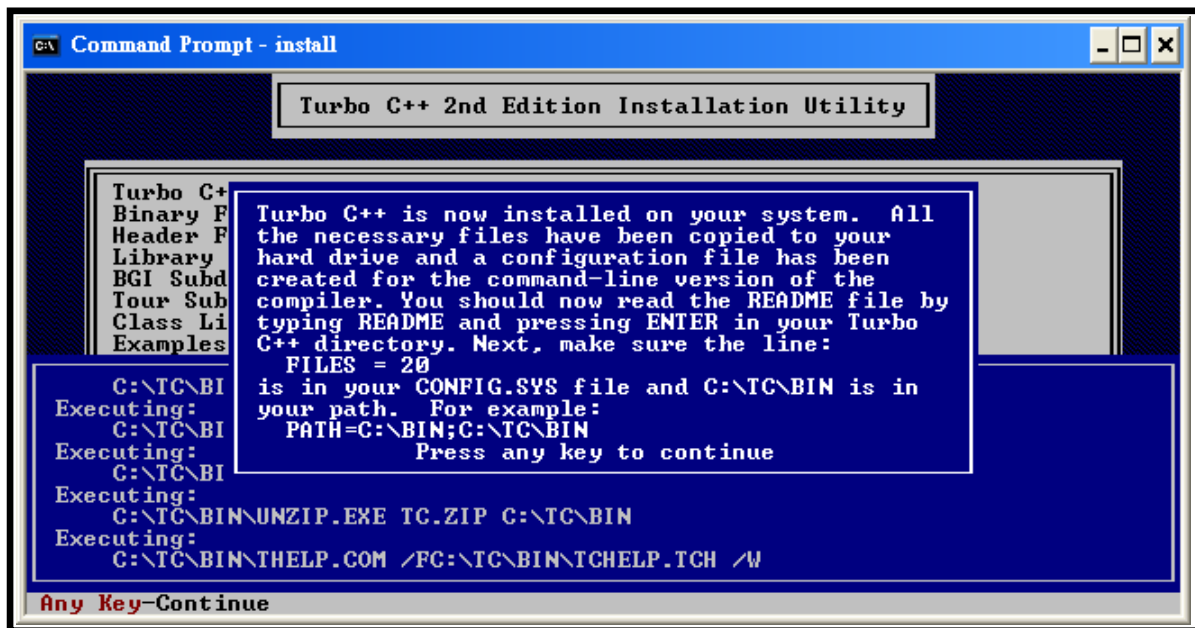 Command Prompt - install
Turbo C++ 2nd Edition Installation Utility
Turbo C+
Binary F
Header F
Library
BGI Subd
Tour Sub
Class Li
Examples
Turbo C++ is now installed on your system.  All
the necessary files have been copied to your
hard drive and a configuration file has been
created for the command-line version of the
compiler. You should now read the README file by
typing README and pressing ENTER in your Turbo
C++ directory. Next, make sure the line:
FILES = 20
is in your CONFIG.SYS file and C:\TC\BIN is in
your path.  For example:
PATH=C:\BIN;C:\TC\BIN
Press any key to continue
C:\TC\BI
Executing:
C:\TC\BI
Executing:
C:\TC\BI
Executing:
C:\TC\BIN\UNZIP.EXE TC.ZIP C:\TC\BIN
Executing:
C:\TC\BIN\THELP.COM /FC:\TC\BIN\TCHELP.TCH /W
Any Key-Continue